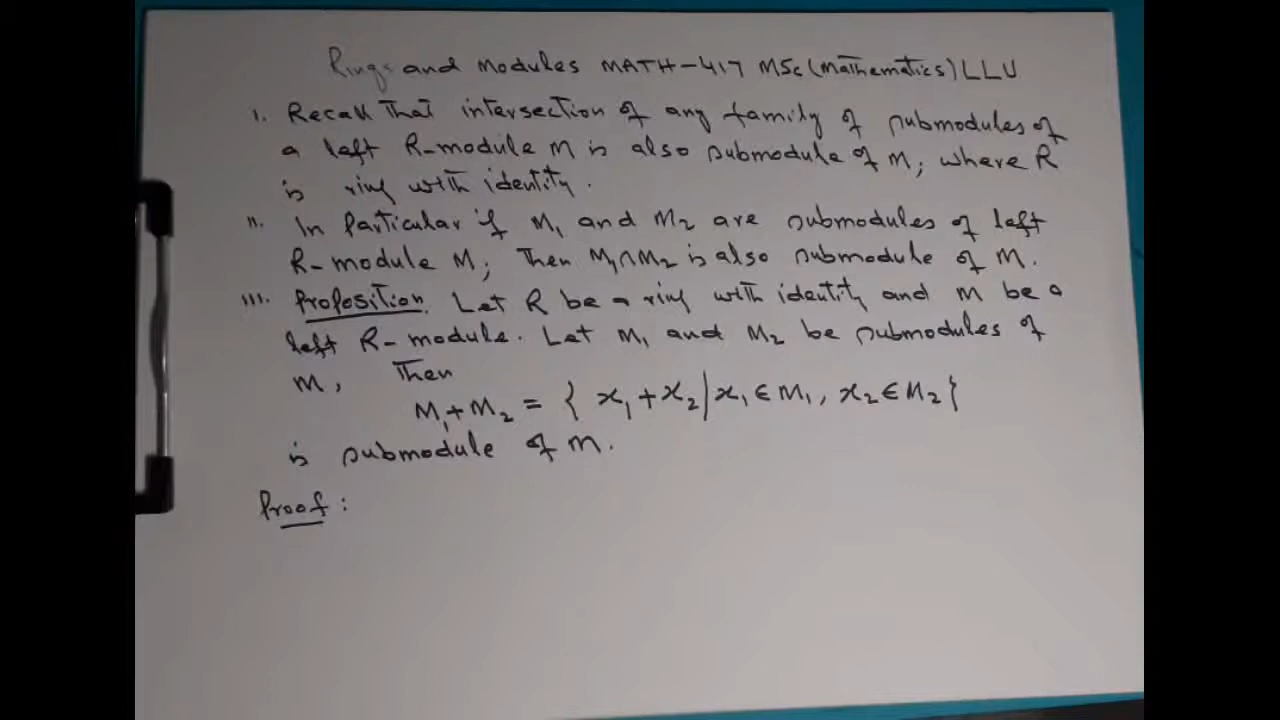 Rings and Modules MATH-417 MSc (Mathematics) LLU
I. Recall That intersection of any family of submodules of
a left R-module M is also submodule of M; where R
is ring with identity.
II. In Particular if M₁ and M₂ are submodules of left
R-module M; Then M₁∩M₂ is also submodule of M.
III. Proposition. Let R be a ring with identity and M be a
left R-module. Let M₁ and M₂ be submodules of
M, Then
M₁+M₂ = { x₁+x₂ | x₁ ∈ M₁, x₂ ∈ M₂ }
is submodule of M.
Proof: